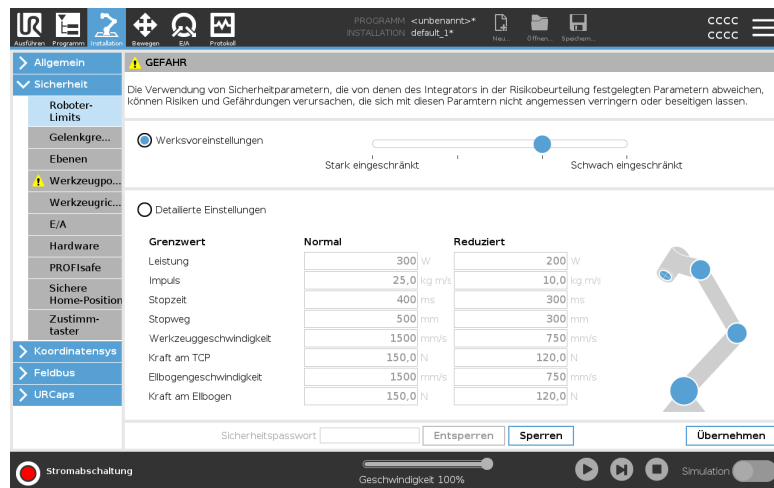 UR
Ausführen Programm Installation Bewegen E/A Protokoll
PROGRAMM <unbenannt>*
INSTALLATION default_1*
Neu... Öffnen... Speichern...
CCCC
CCCC
Allgemein
Sicherheit
Roboter-
Limits
Gelenkgre...
Ebenen
Werkzeugpo...
Werkzeugric...
E/A
Hardware
PROFIsafe
Sichere
Home-Position
Zustimm-
taster
Koordinatensys
Feldbus
URCaps
GEFAHR
Die Verwendung von Sicherheitparametern, die von denen des Integrators in der Risikobeurteilung festgelegten Parametern abweichen,
können Risiken und Gefährdungen verursachen, die sich mit diesen Paramtern nicht angemessen verringern oder beseitigen lassen.
Werksvoreinstellungen
Stark eingeschränkt Schwach eingeschränkt
Detailierte Einstellungen
Grenzwert Normal Reduziert
Leistung 300 W 200 W
Impuls 25,0 kg m/s 10,0 kg m/s
Stopzeit 400 ms 300 ms
Stopweg 500 mm 300 mm
Werkzeuggeschwindigkeit 1500 mm/s 750 mm/s
Kraft am TCP 150,0 N 120,0 N
Ellbogengeschwindigkeit 1500 mm/s 750 mm/s
Kraft am Ellbogen 150,0 N 120,0 N
Sicherheitspasswort Entsperren Sperren Übernehmen
Stromabschaltung
Geschwindigkeit 100%
Simulation